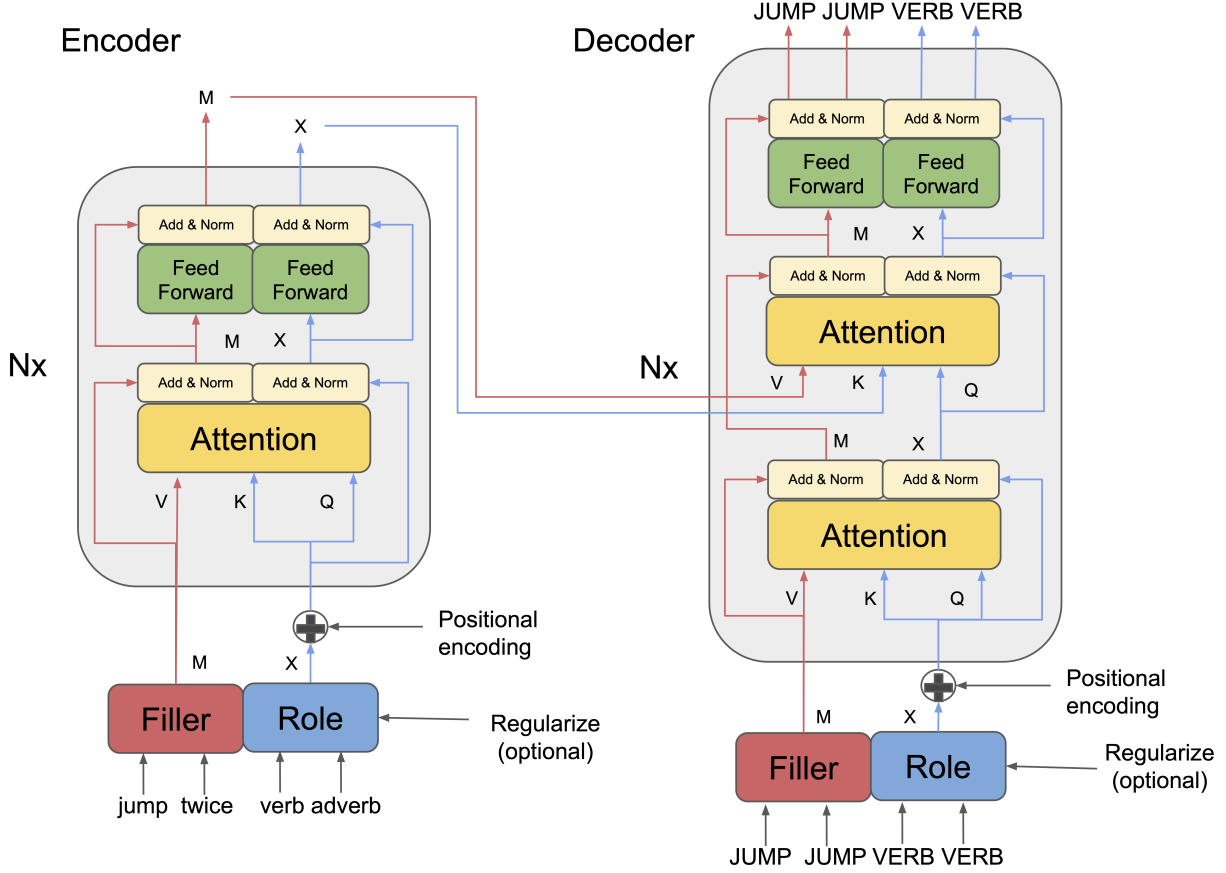 Encoder
M
X
Add & Norm
Add & Norm
Feed
Forward
Feed
Forward
M
X
Nx
Add & Norm
Add & Norm
Attention
V
K
Q
Positional
encoding
M
X
Filler
Role
Regularize
(optional)
jump
twice
verb
adverb
Decoder
JUMP
JUMP
VERB
VERB
Add & Norm
Add & Norm
Feed
Forward
Feed
Forward
M
X
Add & Norm
Add & Norm
Attention
Nx
V
K
Q
M
X
Add & Norm
Add & Norm
Attention
V
K
Q
Positional
encoding
M
X
Filler
Role
Regularize
(optional)
JUMP
JUMP
VERB
VERB